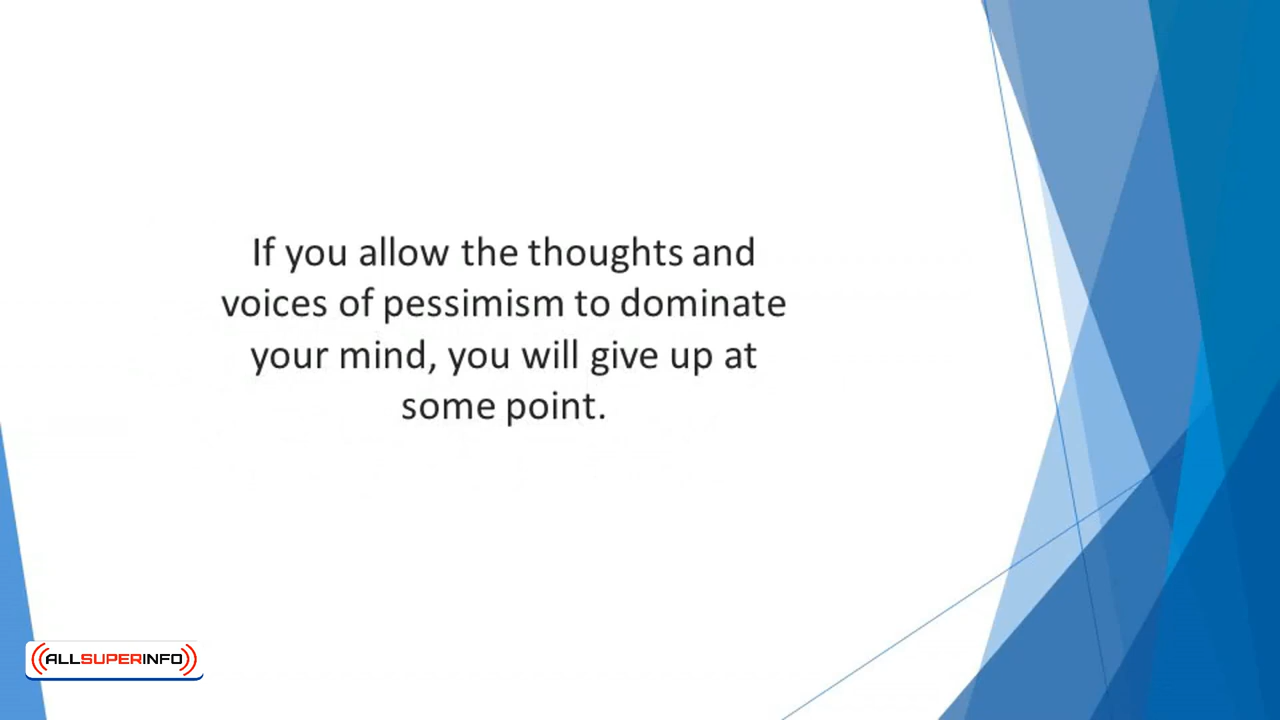 If you allow the thoughts and
voices of pessimism to dominate
your mind, you will give up at
some point.
ALLSUPERINFO